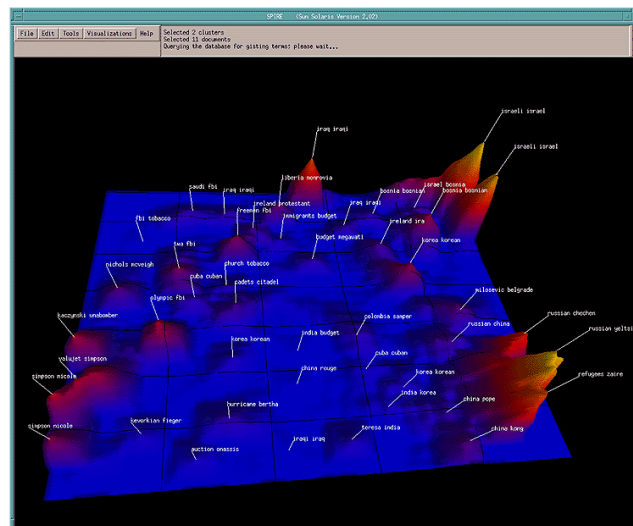 SPIRE (Sun Solaris Version 2.02)
File Edit Tools Visualizations Help
Selected 2 clusters
Selected 11 documents
Querying the database for gisting terms; please wait...
israeli israel
iraq iraqi
israeli israel
liberia monrovia
saudi fbi
iraq iraqi
bosnia bosnian
israel bosnia
bosnia bosnian
ireland protestant
iraq iraqi
freemen fbi
immigrants budget
fbi tobacco
ireland ira
twa fbi
budget megawati
korea korean
nichols mcveigh
church tobacco
cuba cuban
cadets citadel
milosevic belgrade
olympic fbi
kaczynski unabomber
colombia samper
russian chechen
russian china
russian yeltsi
korea korean
india budget
valujet simpson
cuba cuban
simpson nicole
china rouge
korea korean
refugees zaire
india korea
hurricane bertha
china pope
simpson nicole
kevorkian fieger
teresa india
china kong
iraqi iraq
auction onassis